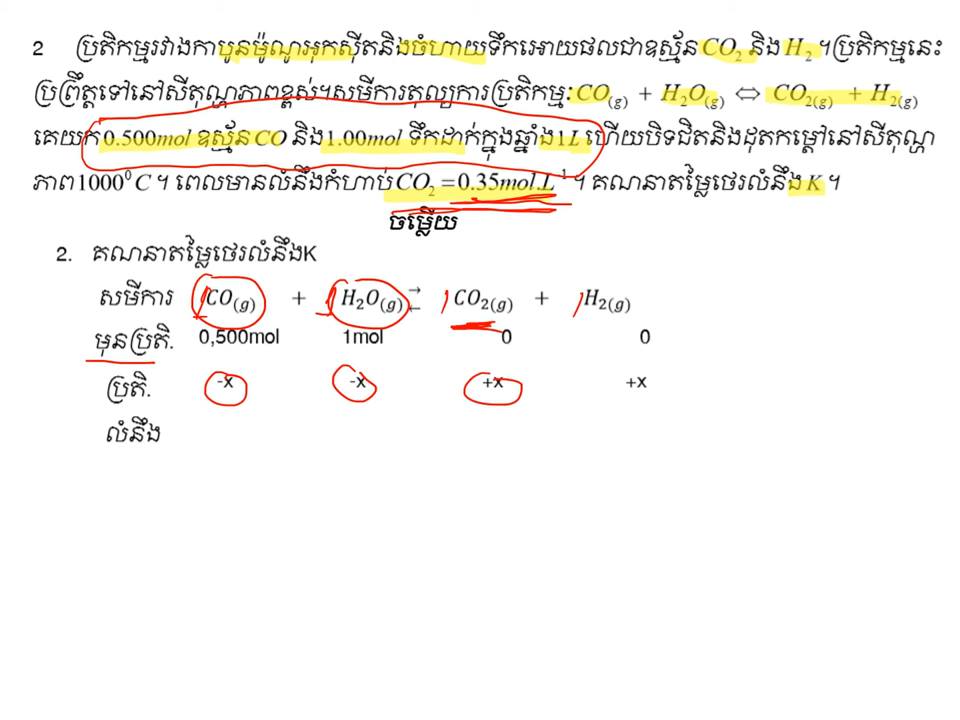 2 ប្រតិកម្មរវាងកាបូនម៉ូណូអុកស៊ីតនិងចំហាយទឹកអោយផលជាឧស្ម័ន CO₂ និង H₂ ។ប្រតិកម្មនេះ
ប្រព្រឹត្តទៅនៅសីតុណ្ហភាពខ្ពស់។សមីការតុល្យការប្រតិកម្ម: CO(g) + H₂O(g) ⇔ CO₂(g) + H₂(g)
គេយក 0.500mol ឧស្ម័ន CO និង 1.00mol ទឹកដាក់ក្នុងឆ្នាំង 1L ហើយបិទជិតនិងដុតកម្តៅនៅសីតុណ្ហ
ភាព 1000⁰C ។ ពេលមានលំនឹងកំហាប់ CO₂ = 0.35mol.L⁻¹ ។ គណនាតម្លៃថេរលំនឹង K ។
ចម្លើយ
2. គណនាតម្លៃថេរលំនឹងK
សមីការ CO(g) + H₂O(g) ⇄ CO₂(g) + H₂(g)
មុនប្រតិ. 0,500mol 1mol 0 0
ប្រតិ. -x -x +x +x
លំនឹង